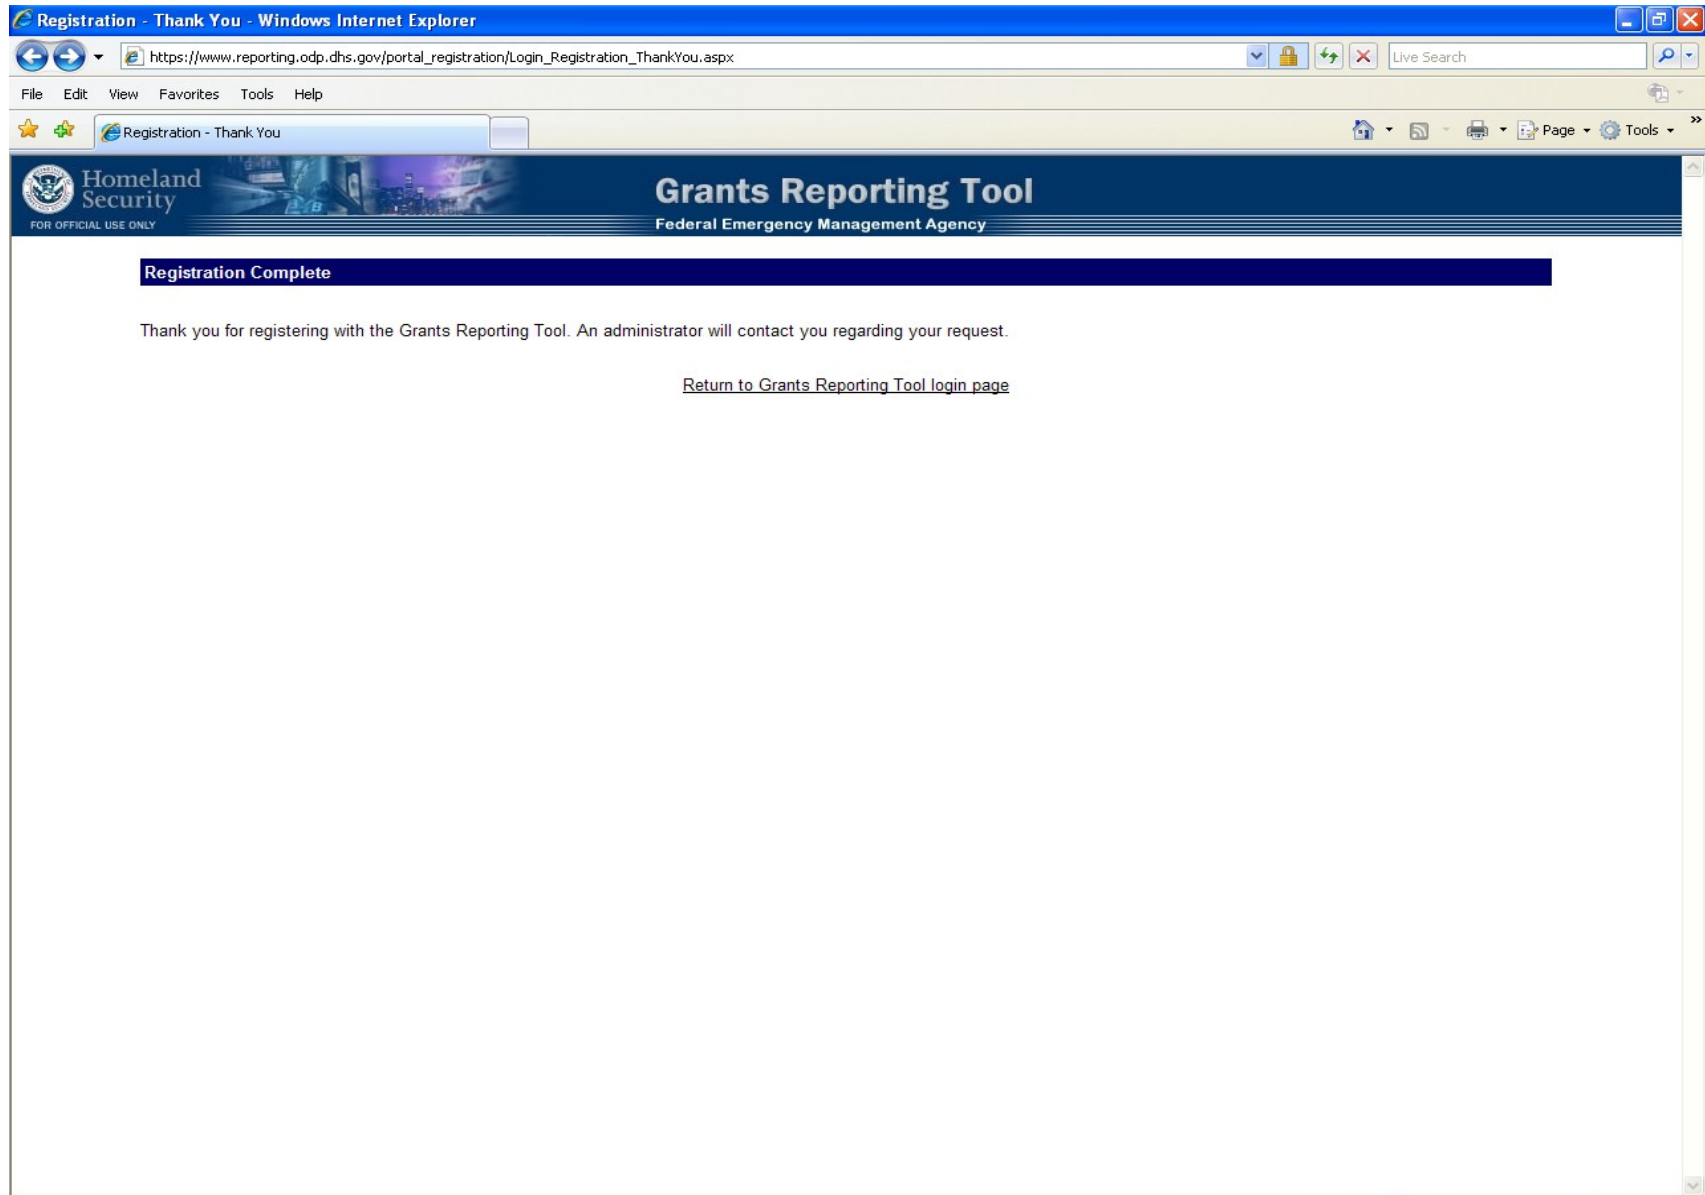 Registration - Thank You - Windows Internet Explorer
https://www.reporting.odp.dhs.gov/portal_registration/Login_Registration_ThankYou.aspx
Live Search
File Edit View Favorites Tools Help
Registration - Thank You
Page Tools
Homeland
Security
FOR OFFICIAL USE ONLY
Grants Reporting Tool
Federal Emergency Management Agency
Registration Complete
Thank you for registering with the Grants Reporting Tool. An administrator will contact you regarding your request.
Return to Grants Reporting Tool login page